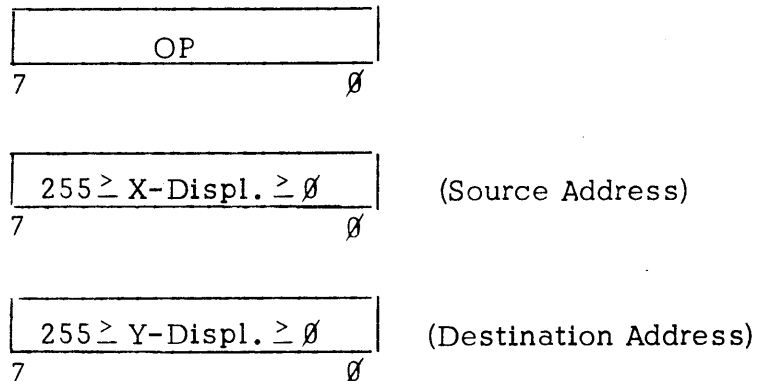 OP
7 Ø
255 ≥ X-Displ. ≥ Ø (Source Address)
7 Ø
255 ≥ Y-Displ. ≥ Ø (Destination Address)
7 Ø